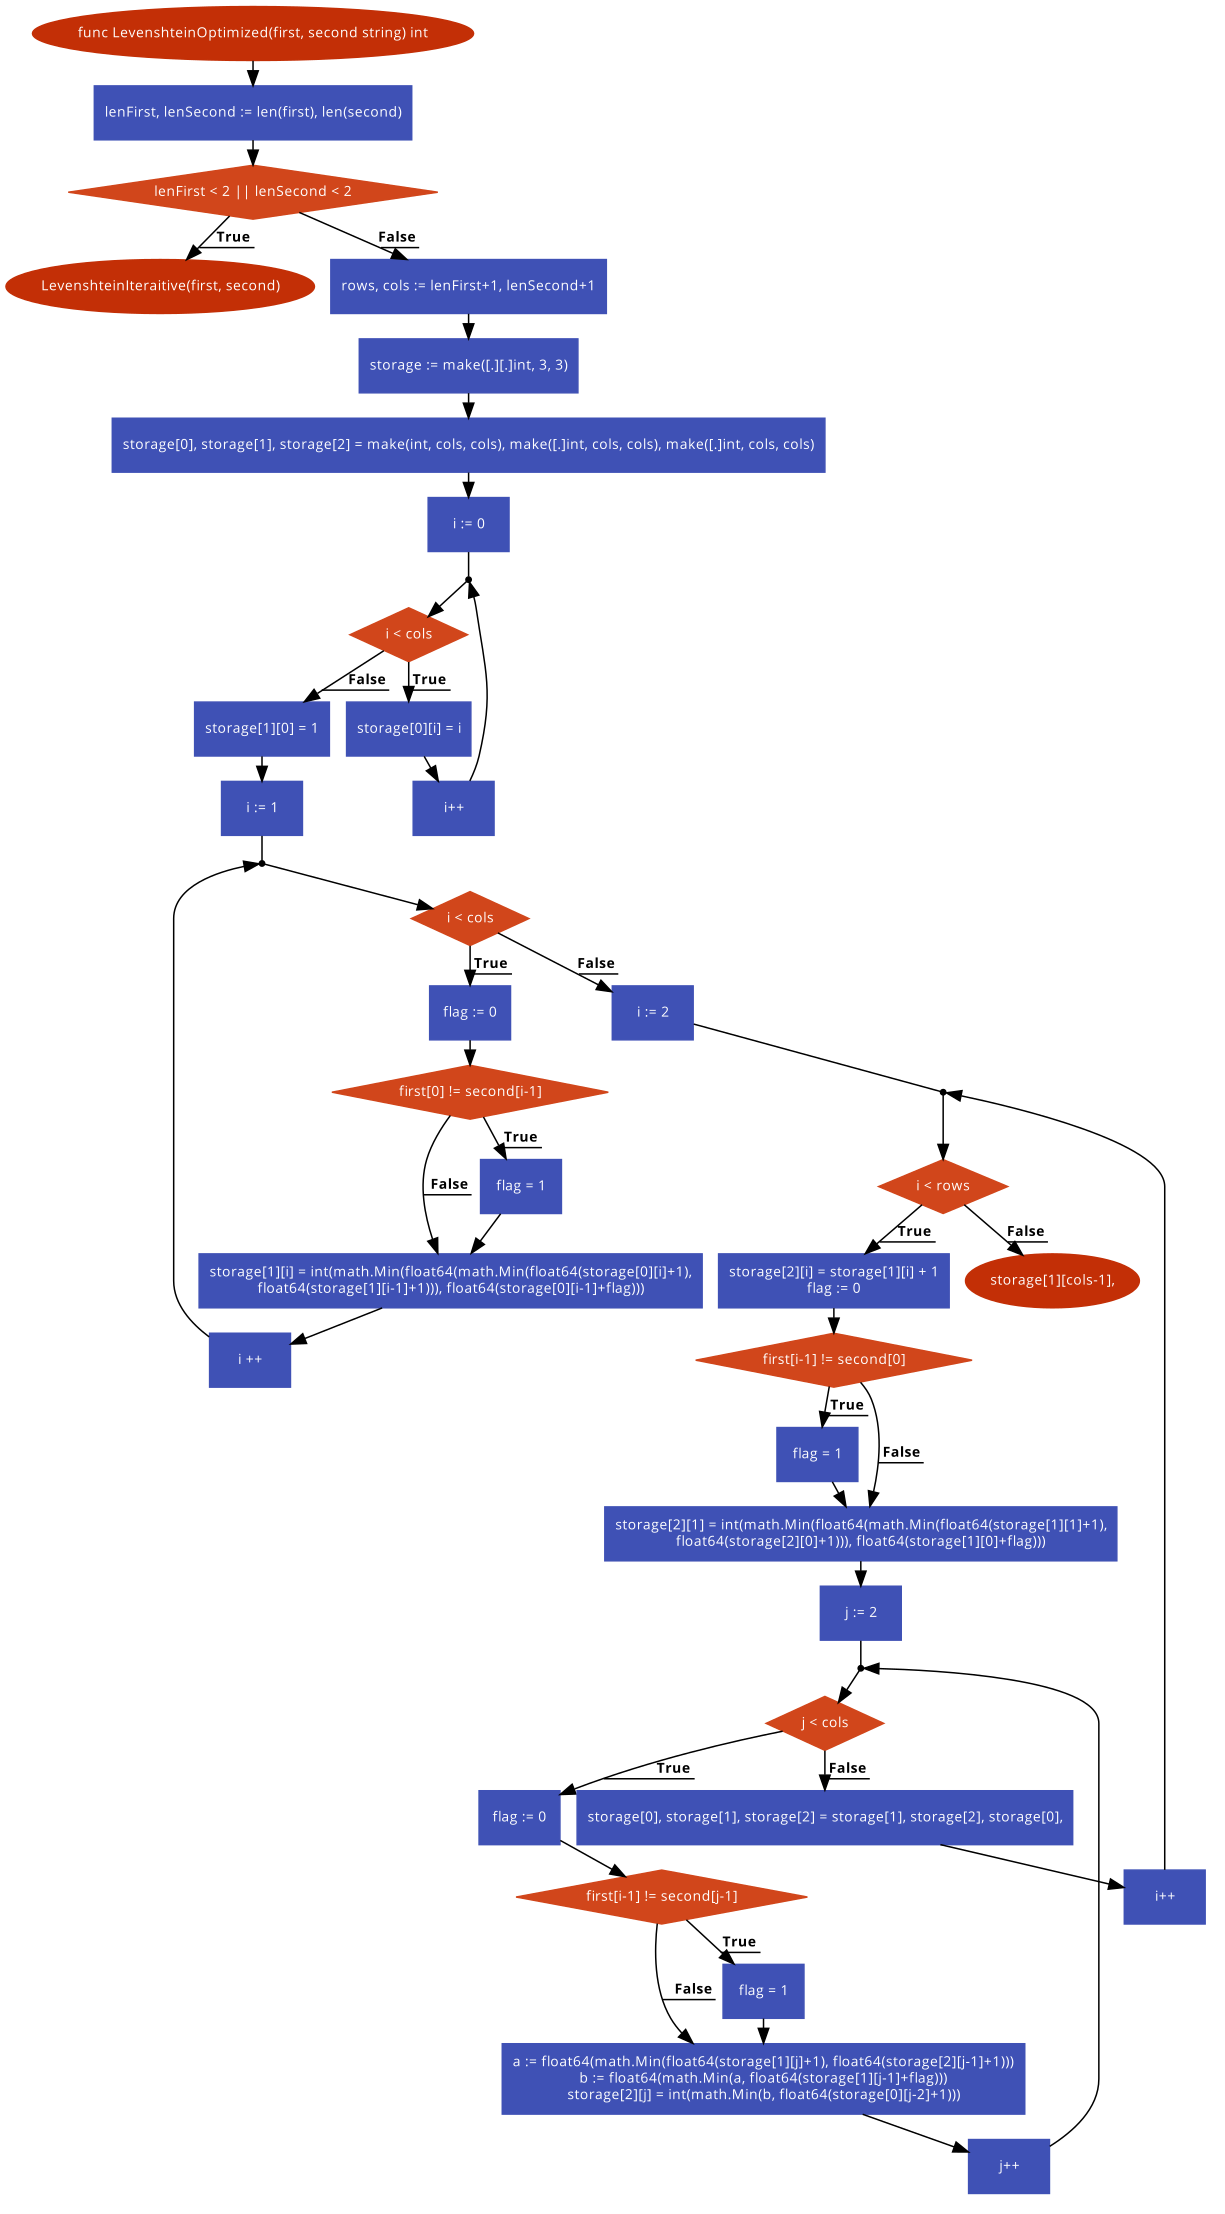 func LevenshteinOptimized(first, second string) int
lenFirst, lenSecond := len(first), len(second)
lenFirst < 2 || lenSecond < 2
True
False
LevenshteinIteraitive(first, second)
rows, cols := lenFirst+1, lenSecond+1
storage := make([.][.]int, 3, 3)
storage[0], storage[1], storage[2] = make(int, cols, cols), make([.]int, cols, cols), make([.]int, cols, cols)
i := 0
i < cols
False
True
storage[1][0] = 1
storage[0][i] = i
i := 1
i++
i < cols
True
False
flag := 0
i := 2
first[0] != second[i-1]
True
False
flag = 1
i < rows
True
False
storage[1][i] = int(math.Min(float64(math.Min(float64(storage[0][i]+1),
float64(storage[1][i-1]+1))), float64(storage[0][i-1]+flag)))
storage[2][i] = storage[1][i] + 1
flag := 0
storage[1][cols-1],
i ++
first[i-1] != second[0]
True
False
flag = 1
storage[2][1] = int(math.Min(float64(math.Min(float64(storage[1][1]+1),
float64(storage[2][0]+1))), float64(storage[1][0]+flag)))
j := 2
j < cols
True
False
flag := 0
storage[0], storage[1], storage[2] = storage[1], storage[2], storage[0],
first[i-1] != second[j-1]
i++
True
False
flag = 1
a := float64(math.Min(float64(storage[1][j]+1), float64(storage[2][j-1]+1)))
b := float64(math.Min(a, float64(storage[1][j-1]+flag)))
storage[2][j] = int(math.Min(b, float64(storage[0][j-2]+1)))
j++